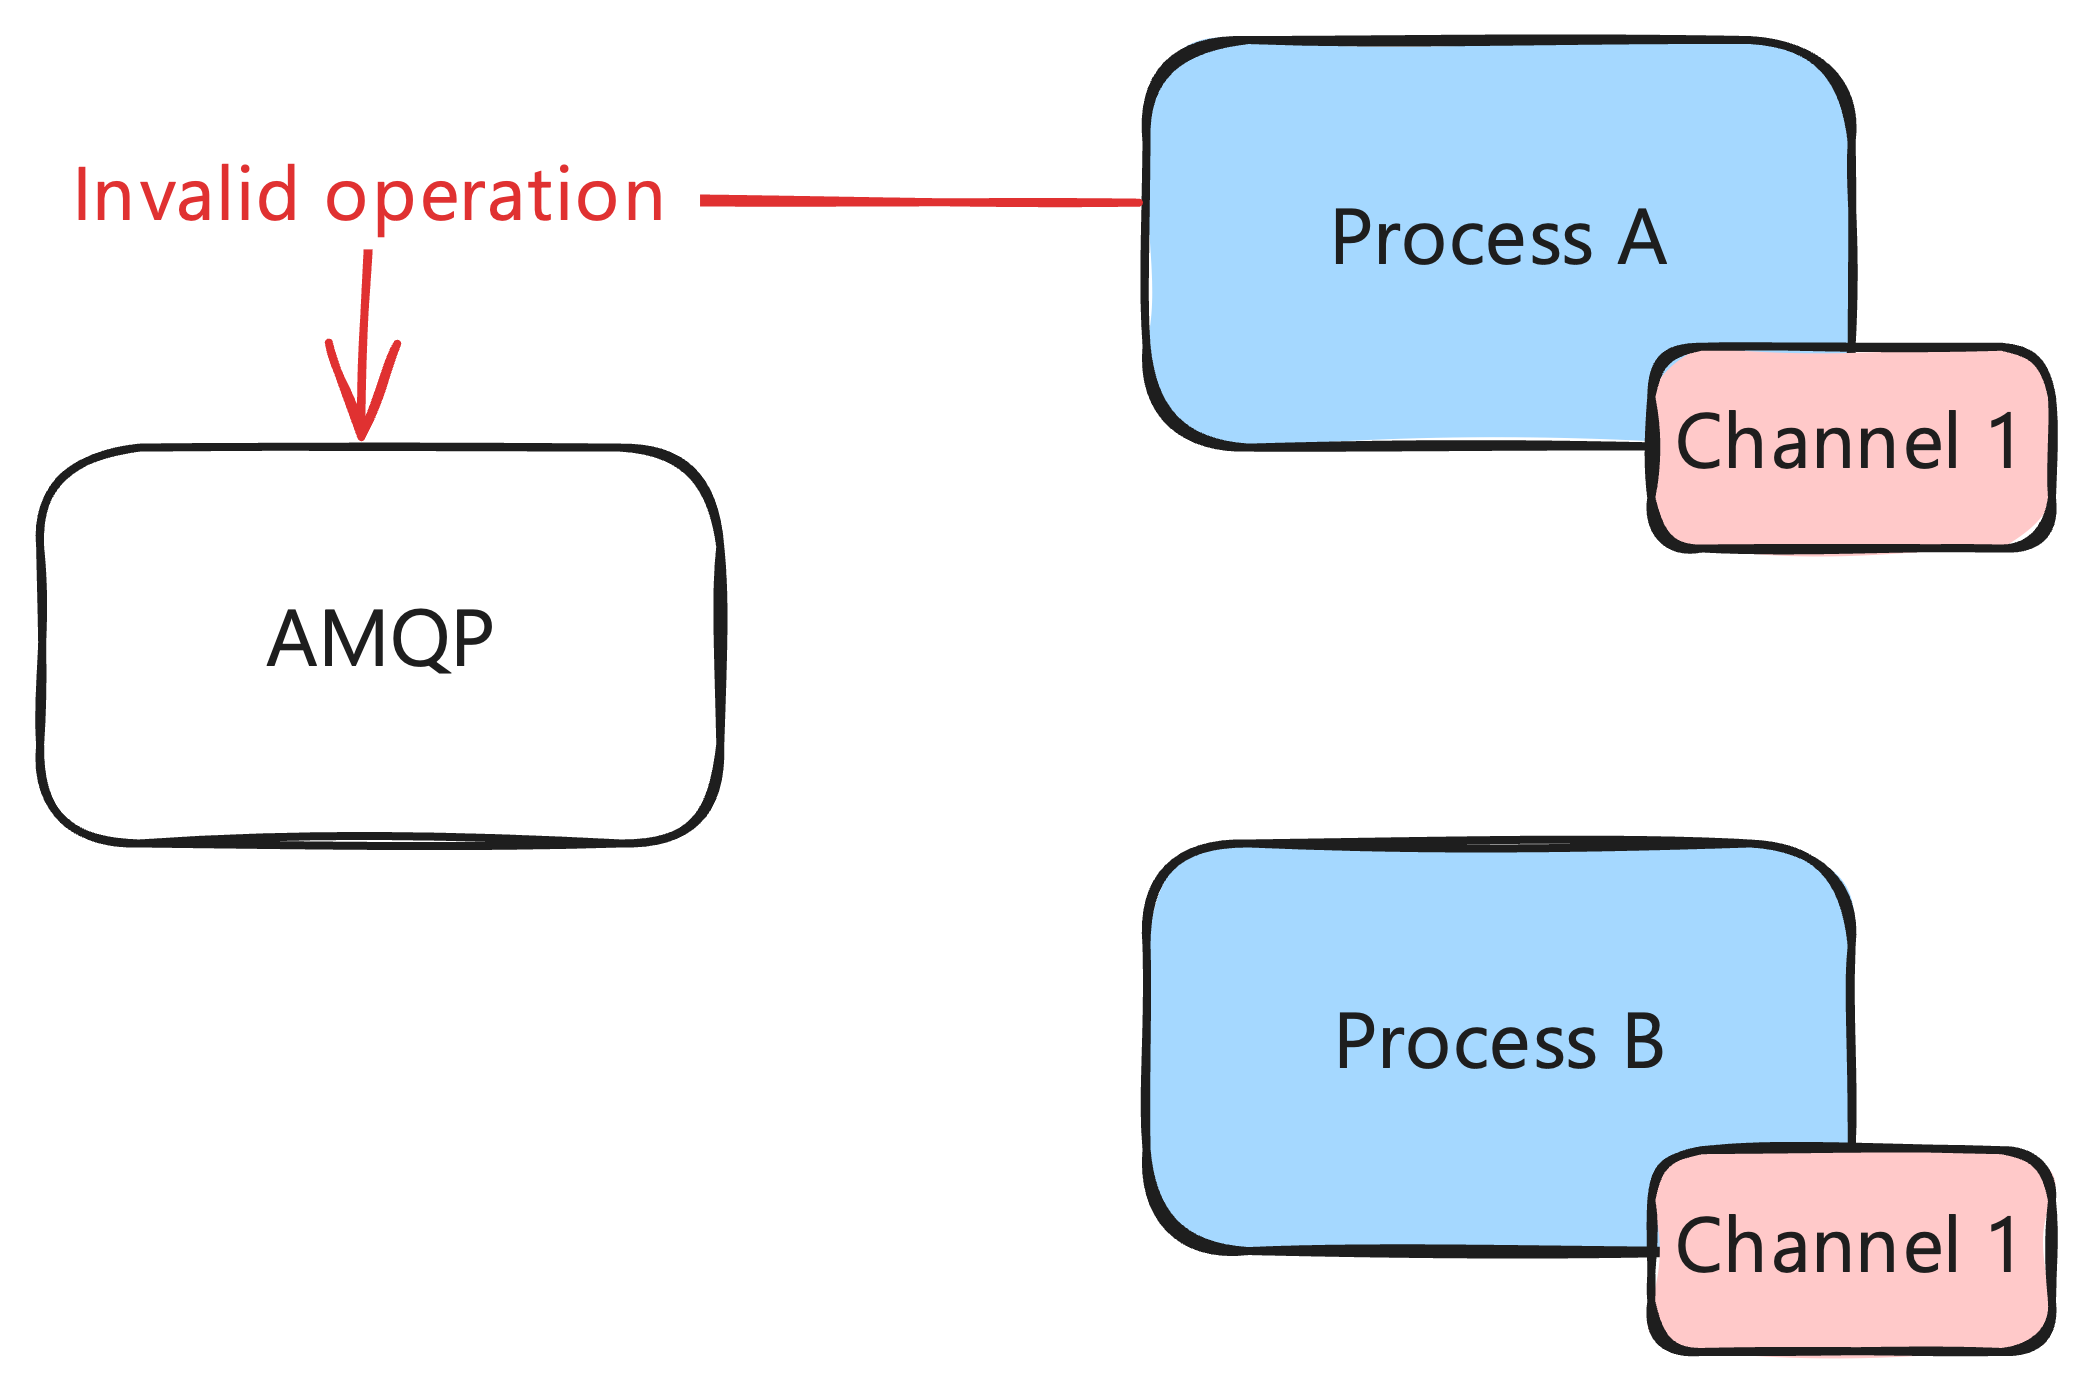 Invalid operation
Process A
Channel 1
AMQP
Process B
Channel 1